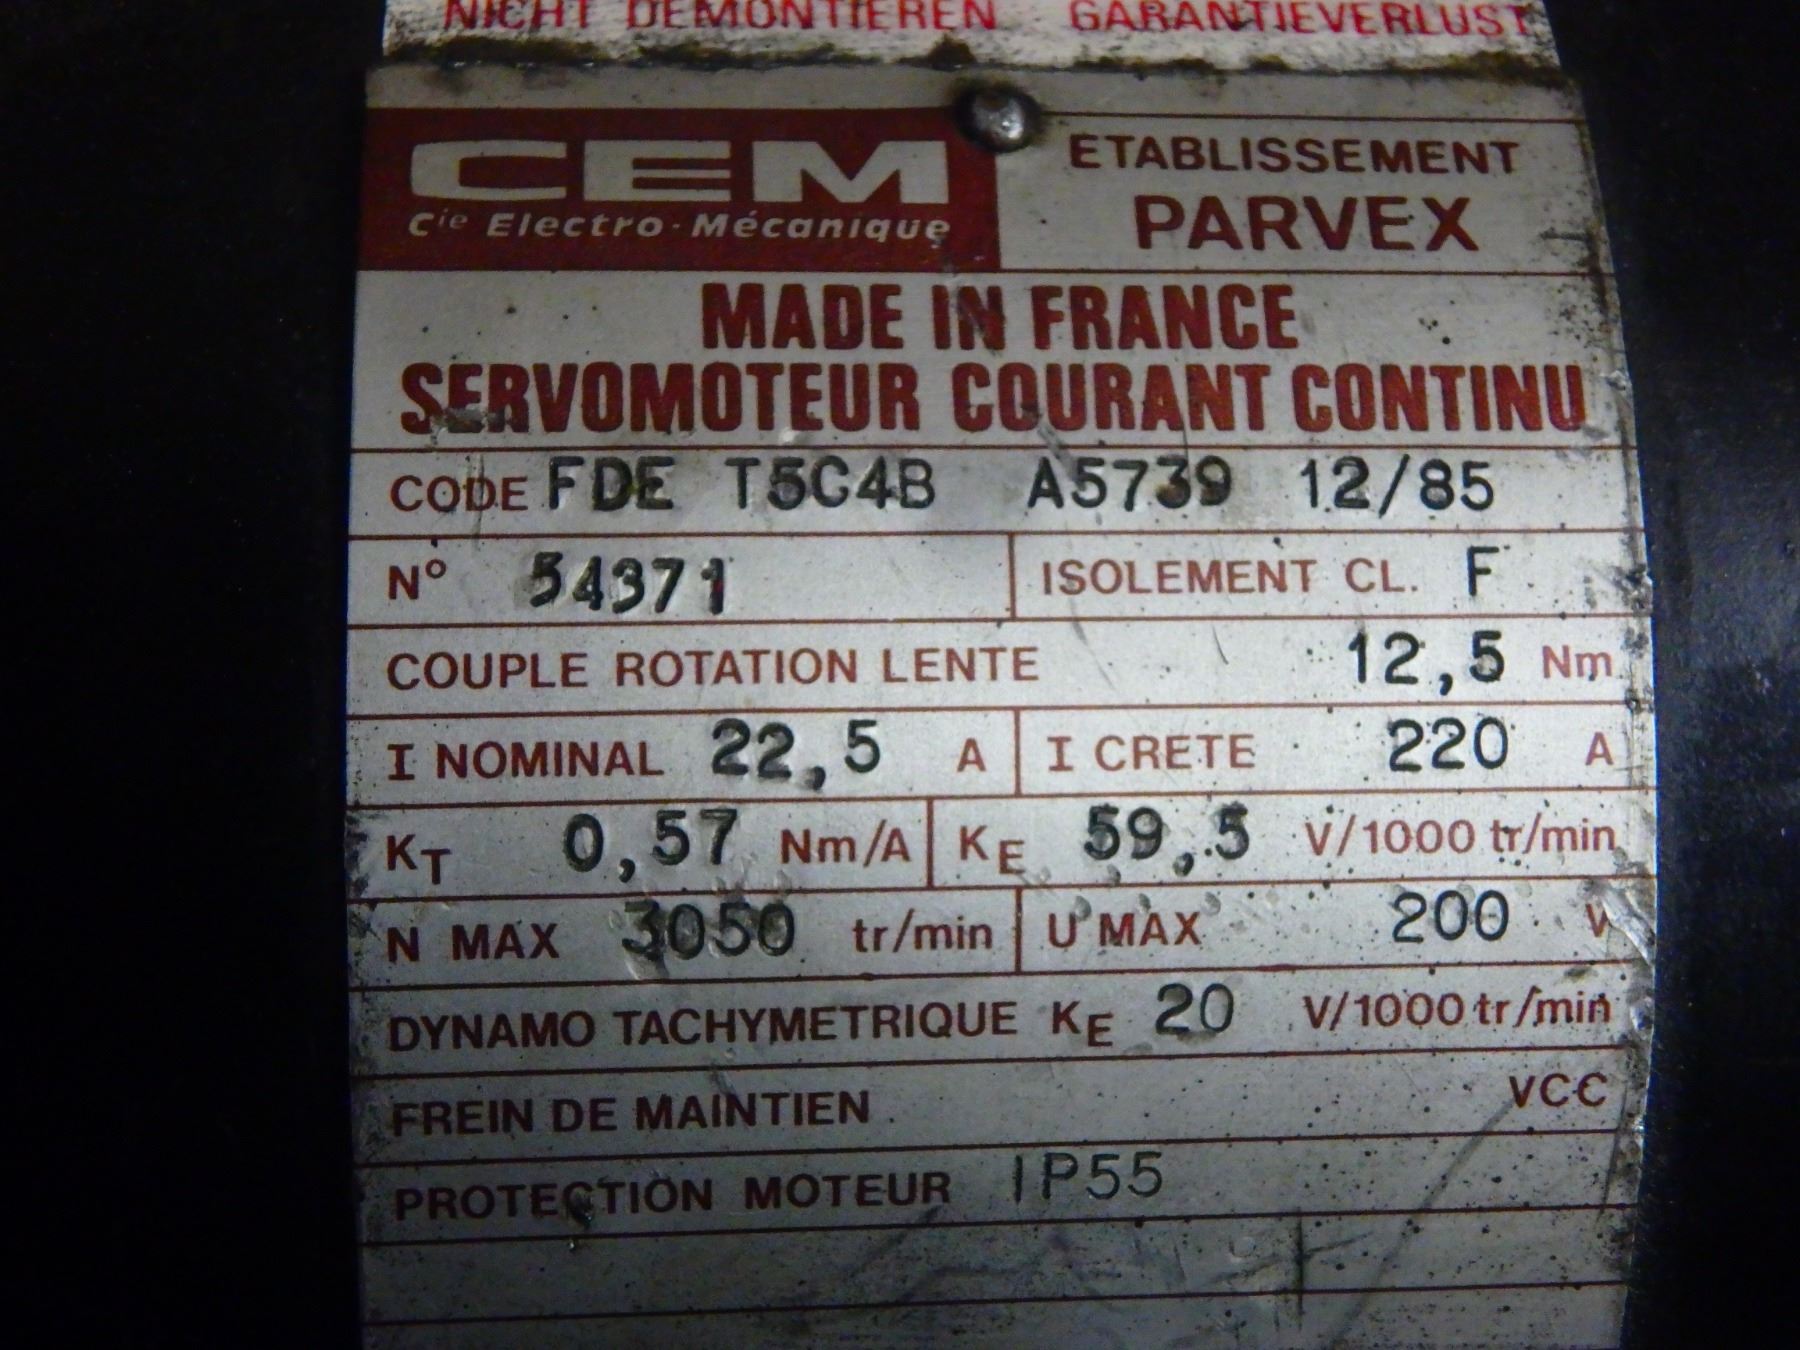 NICHT DEMONTIEREN GARANTIEVERLUST
CEM
Cie Electro-Mécanique
ETABLISSEMENT
PARVEX
MADE IN FRANCE
SERVOMOTEUR COURANT CONTINU
CODE FDE T5C4B A5739 12/85
N° 54371 ISOLEMENT CL. F
COUPLE ROTATION LENTE 12,5 Nm
I NOMINAL 22,5 A I CRETE 220 A
KT 0,57 Nm/A KE 59,5 V/1000 tr/min
N MAX 3050 tr/min U MAX 200 V
DYNAMO TACHYMETRIQUE KE 20 V/1000 tr/min
FREIN DE MAINTIEN VCC
PROTECTION MOTEUR IP55